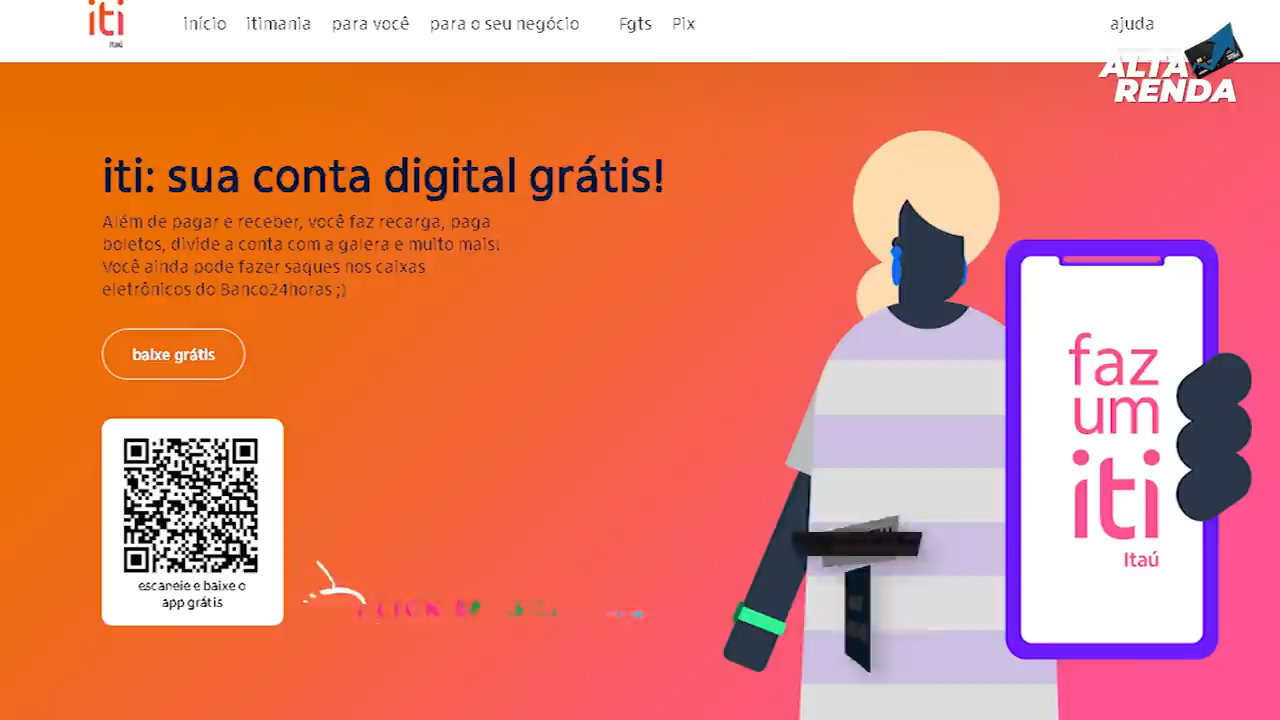 iti
Itaú
início itimania para você para o seu negócio Fgts Pix ajuda
ALTA
RENDA
iti: sua conta digital grátis!
Além de pagar e receber, você faz recarga, paga
boletos, divide a conta com a galera e muito mais!
Você ainda pode fazer saques nos caixas
eletrônicos do Banco24horas ;)
baixe grátis
escaneie e baixe o
app grátis
faz
um
iti
Itaú